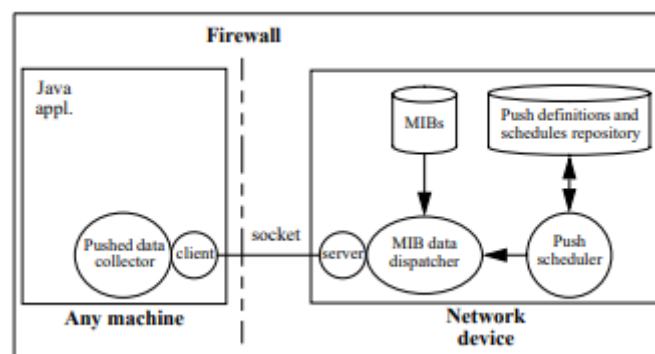 Firewall
Java
appl.
MIBs
Push definitions and
schedules repository
Pushed data
collector
client
socket
server
MIB data
dispatcher
Push
scheduler
Any machine
Network
device